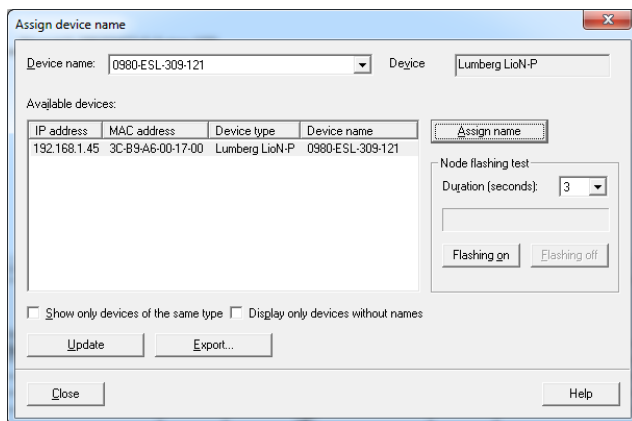 Assign device name
Device name: 0980-ESL-309-121 Device Lumberg LioN-P
Available devices:
IP address MAC address Device type Device name
192.168.1.45 3C-B9-A6-00-17-00 Lumberg LioN-P 0980-ESL-309-121
Assign name
Node flashing test
Duration (seconds): 3
Flashing on Flashing off
Show only devices of the same type Display only devices without names
Update Export...
Close Help